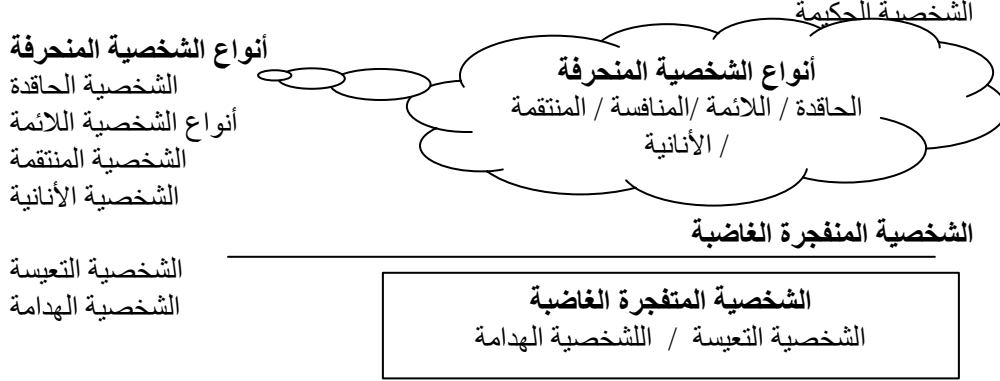 الشخصية الحكيمة
أنواع الشخصية المنحرفة
الشخصية الحاقدة
أنواع الشخصية اللائمة
الشخصية المنتقمة
الشخصية الأنانية
أنواع الشخصية المنحرفة
الحاقدة / اللائمة /المنافسة / المنتقمة
/ الأنانية
الشخصية المنفجرة الغاضبة
الشخصية التعيسة
الشخصية الهدامة
الشخصية المتفجرة الغاضبة
الشخصية التعيسة / اللشخصية الهدامة